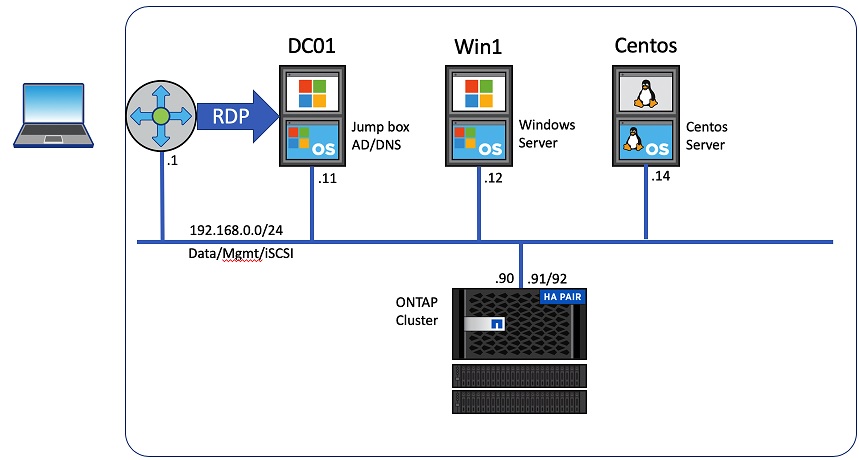 DC01
Win1
Centos
RDP
Jump box
AD/DNS
Windows
Server
Centos
Server
OS
OS
OS
.1
.11
.12
.14
192.168.0.0/24
Data/Mgmt/iSCSI
.90
.91/92
ONTAP
Cluster
HA PAIR